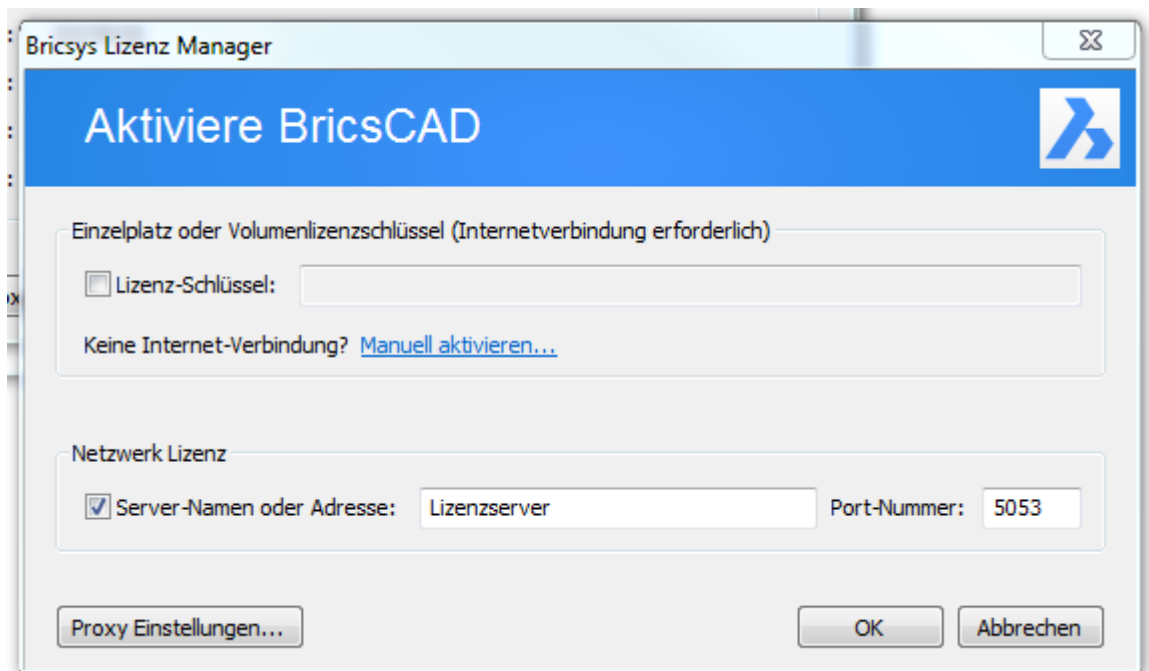 Bricsys Lizenz Manager
Aktiviere BricsCAD
Einzelplatz oder Volumenlizenzschlüssel (Internetverbindung erforderlich)
Lizenz-Schlüssel:
Keine Internet-Verbindung? Manuell aktivieren...
Netzwerk Lizenz
Server-Namen oder Adresse: Lizenzserver Port-Nummer: 5053
Proxy Einstellungen... OK Abbrechen